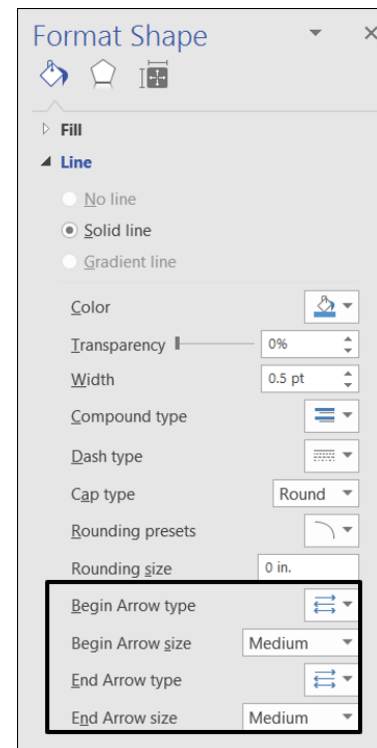 Format Shape
Fill
Line
No line
Solid line
Gradient line
Color
Transparency 0%
Width 0.5 pt
Compound type
Dash type
Cap type Round
Rounding presets
Rounding size 0 in.
Begin Arrow type
Begin Arrow size Medium
End Arrow type
End Arrow size Medium